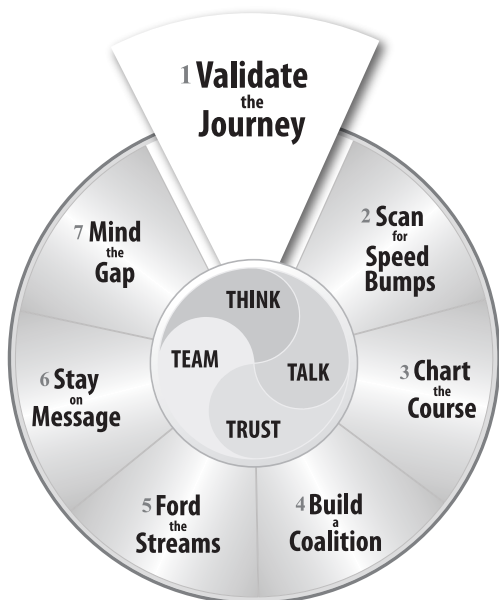 1 Validate
the
Journey
2 Scan
for
Speed
Bumps
3 Chart
the
Course
4 Build
a
Coalition
5 Ford
the
Streams
6 Stay
on
Message
7 Mind
the
Gap
THINK
TALK
TRUST
TEAM